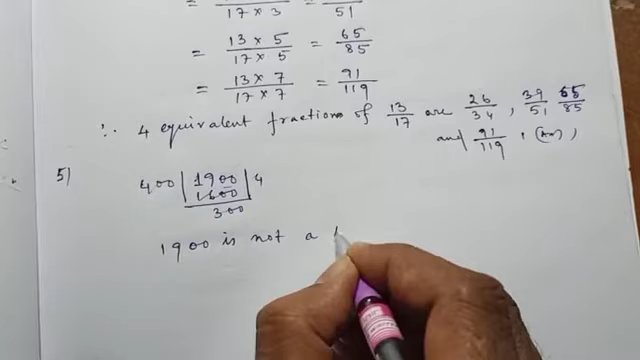 = 17 × 3 = 51
= 13 × 5 / 17 × 5 = 65 / 85
= 13 × 7 / 17 × 7 = 91 / 119
∴ 4 equivalent fractions of 13/17 are 26/34, 39/51 65/85
and 91/119. (Ans),
5) 400 | 1900 | 4
1600
300
1900 is not a